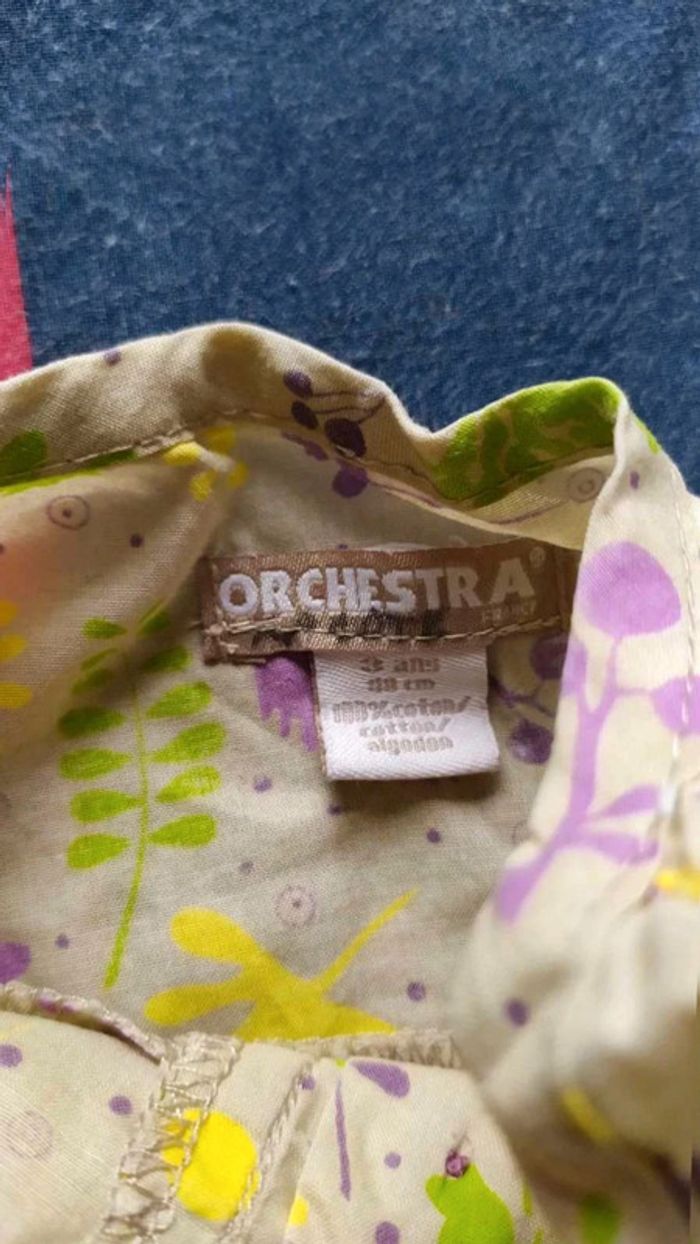 ORCHESTRA®
FRANCE
3 ans
98 cm
100%coton/
cotton/
algodon